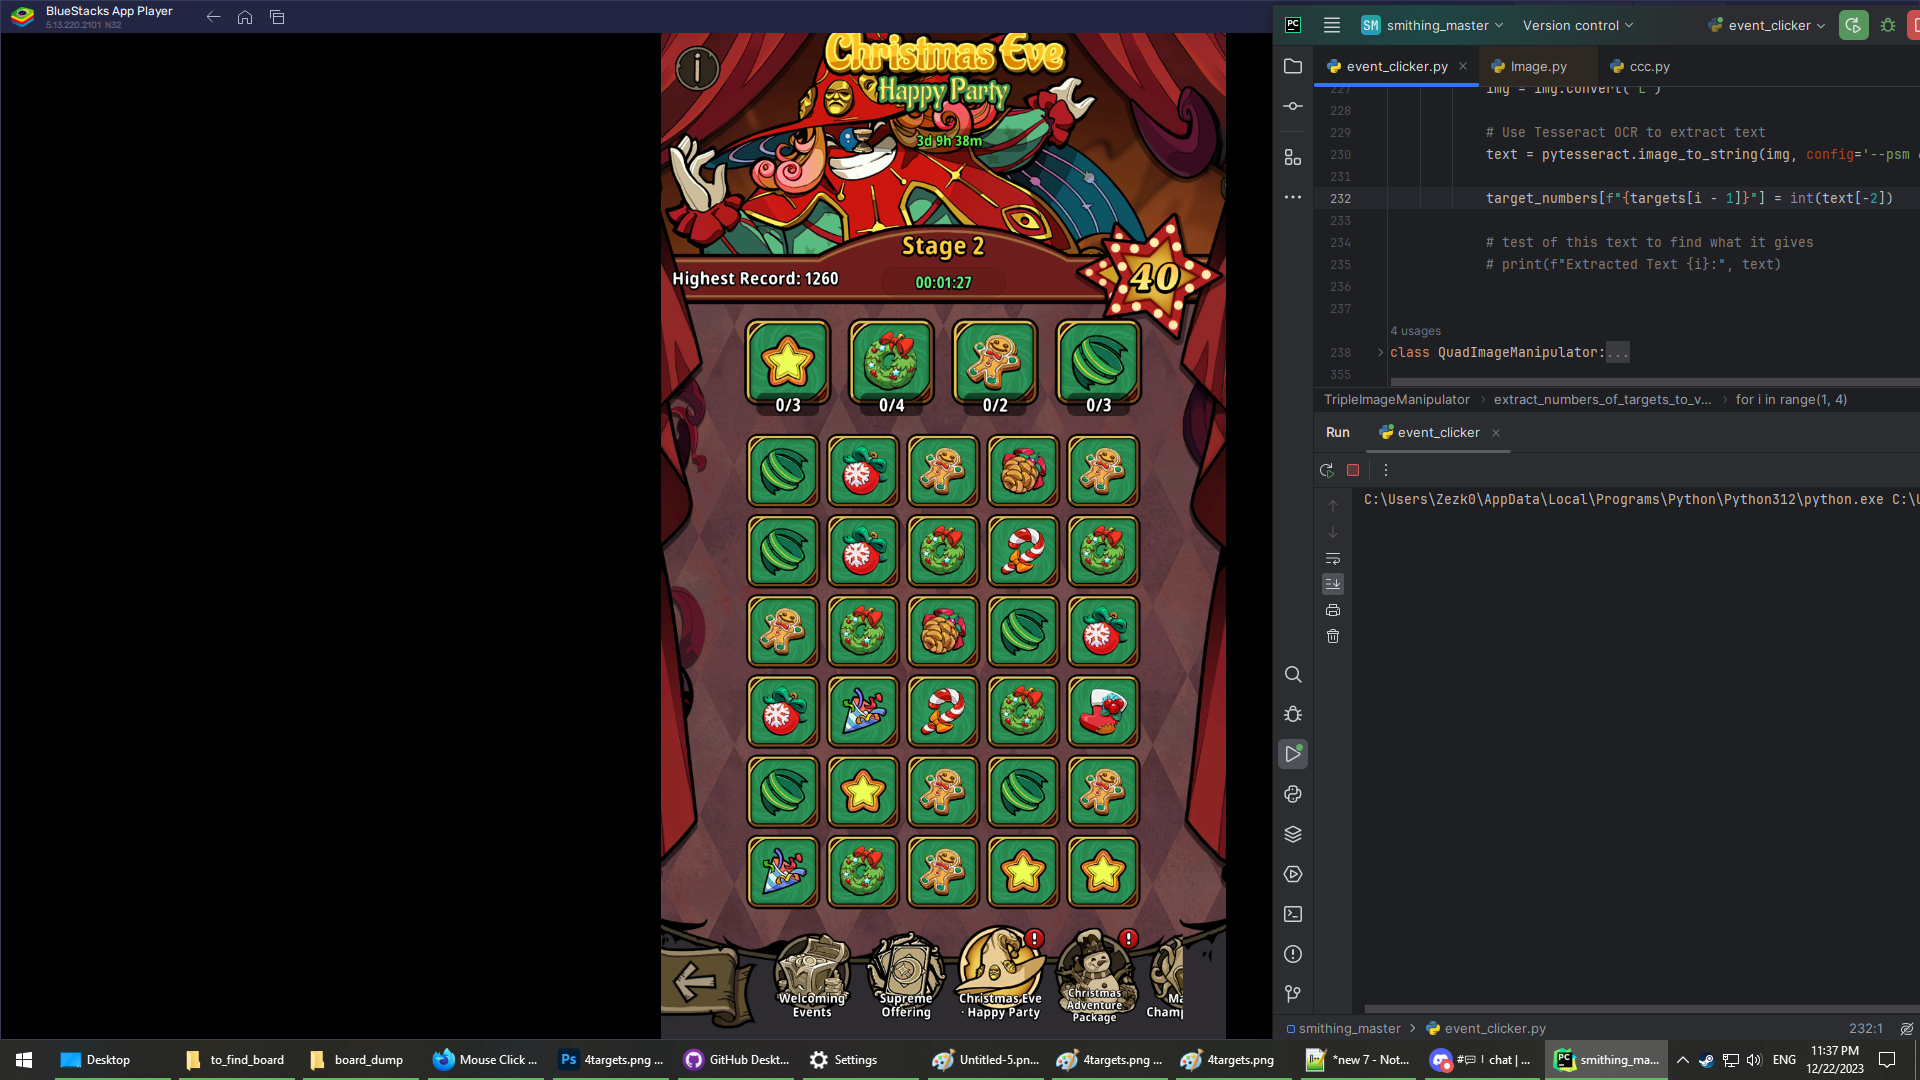 BlueStacks App Player
5.13.220.2101 N32
Christmas Eve
Happy Party
3d 9h 38m
Stage 2
Highest Record: 1260
00:01:27
40
0/3
0/4
0/2
0/3
Welcoming Events
Supreme Offering
Christmas Eve · Happy Party
Christmas Adventure Package
Ma
Champ
PC
SM smithing_master
Version control
event_clicker
event_clicker.py
Image.py
ccc.py
227 img = img.convert("L")
228
229 # Use Tesseract OCR to extract text
230 text = pytesseract.image_to_string(img, config='--psm
231
232 target_numbers[f"{targets[i - 1]}"] = int(text[-2])
233
234 # test of this text to find what it gives
235 # print(f"Extracted Text {i}:", text)
236
237
4 usages
238 class QuadImageManipulator:...
355
TripleImageManipulator > extract_numbers_of_targets_to_v... > for i in range(1, 4)
Run
event_clicker
C:\Users\Zezk0\AppData\Local\Programs\Python\Python312\python.exe C:\U
smithing_master > event_clicker.py
232:1
Desktop
to_find_board
board_dump
Mouse Click ...
Ps 4targets.png ...
GitHub Deskt...
Settings
Untitled-5.pn...
4targets.png ...
4targets.png
*new 7 - Not...
chat | ...
PC smithing_ma...
ENG
11:37 PM
12/22/2023